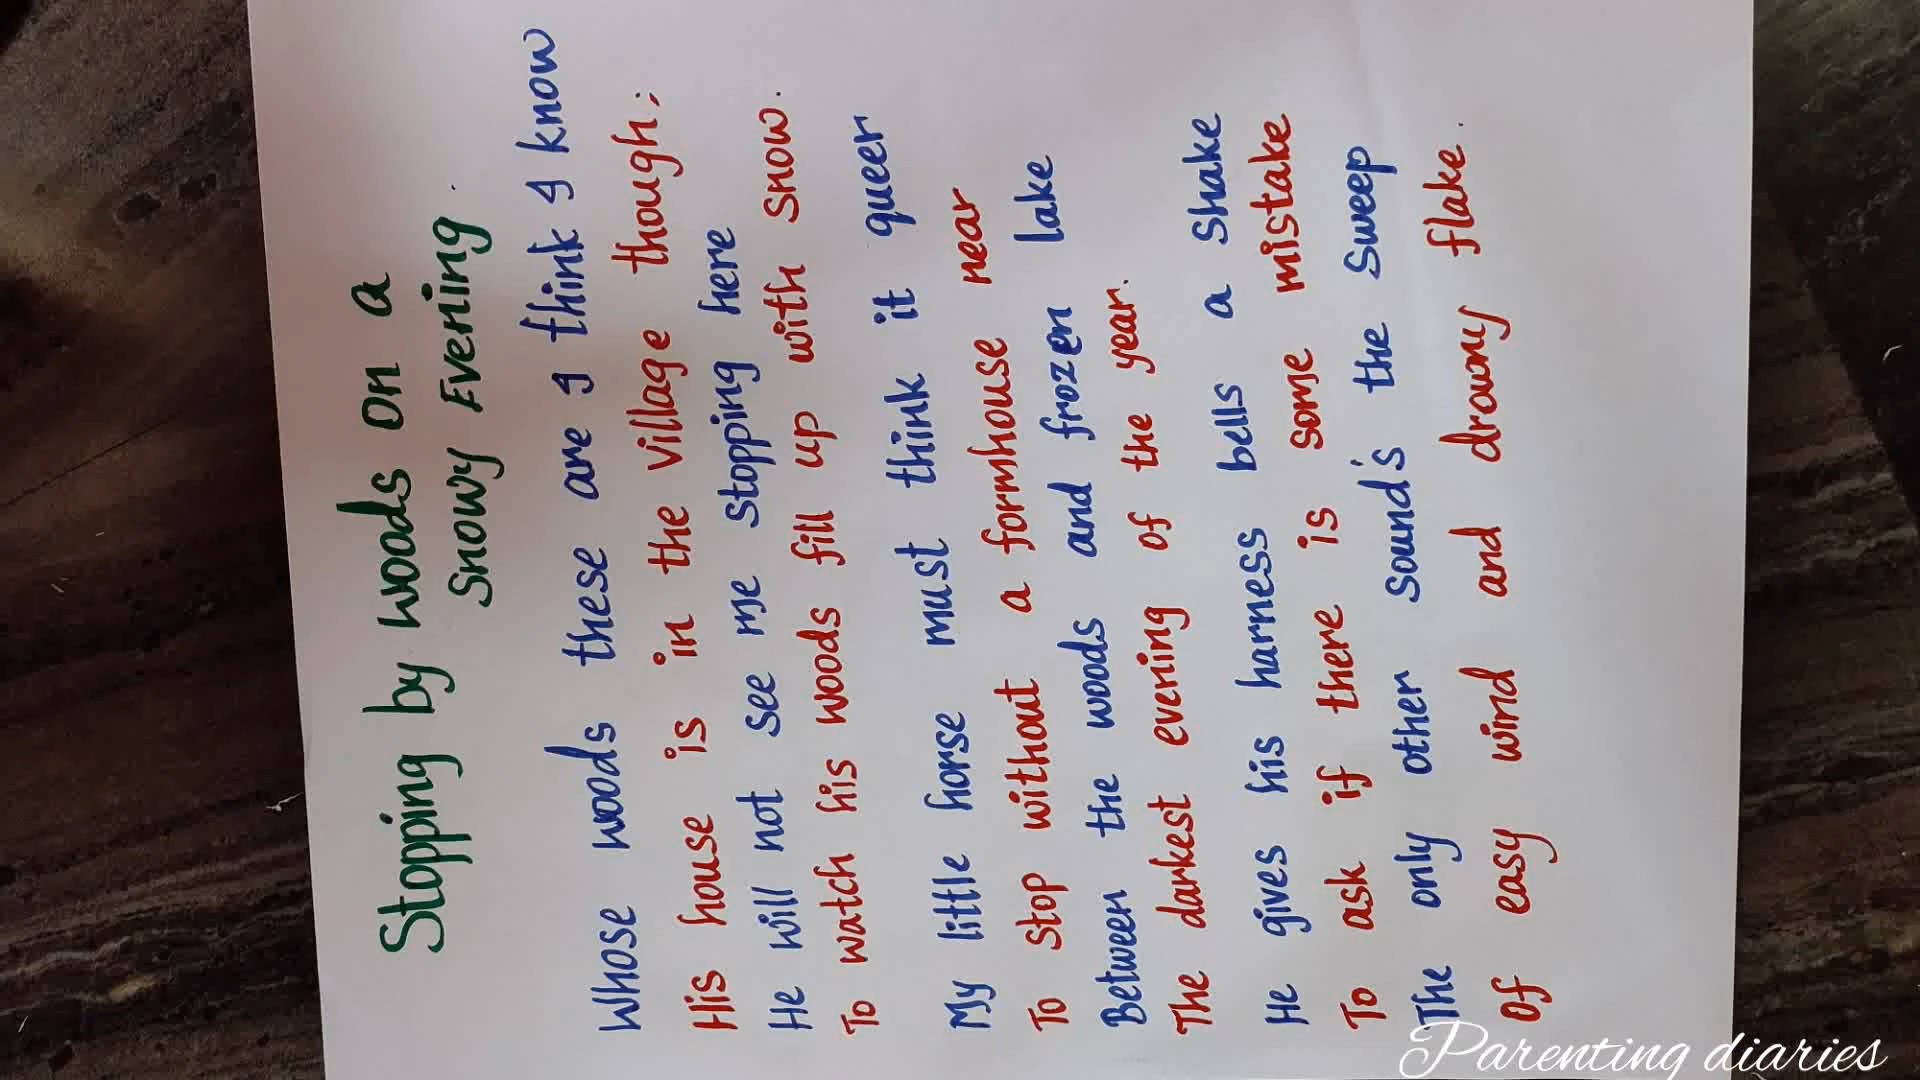 Stopping by woods On a
Snowy Evening.
Whose woods these are I think I know
His house is in the village though;
He will not see me stopping here
To watch his woods fill up with snow.
My little horse must think it queer
To stop without a formhouse near
Between the woods and frozen lake
The darkest evening of the year.
He gives his harness bells a shake
To ask if there is some mistake
The only other sound's the sweep
Of easy wind and drowny flake.
Parenting diaries